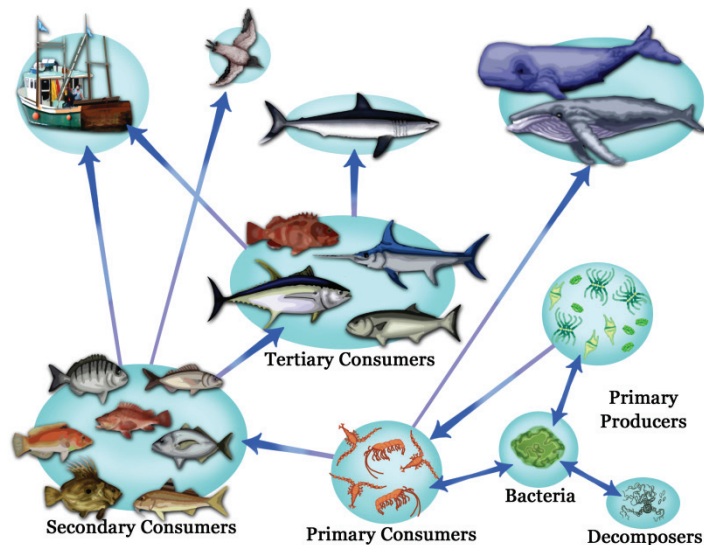 Tertiary Consumers
Primary
Producers
Bacteria
Secondary Consumers
Primary Consumers
Decomposers